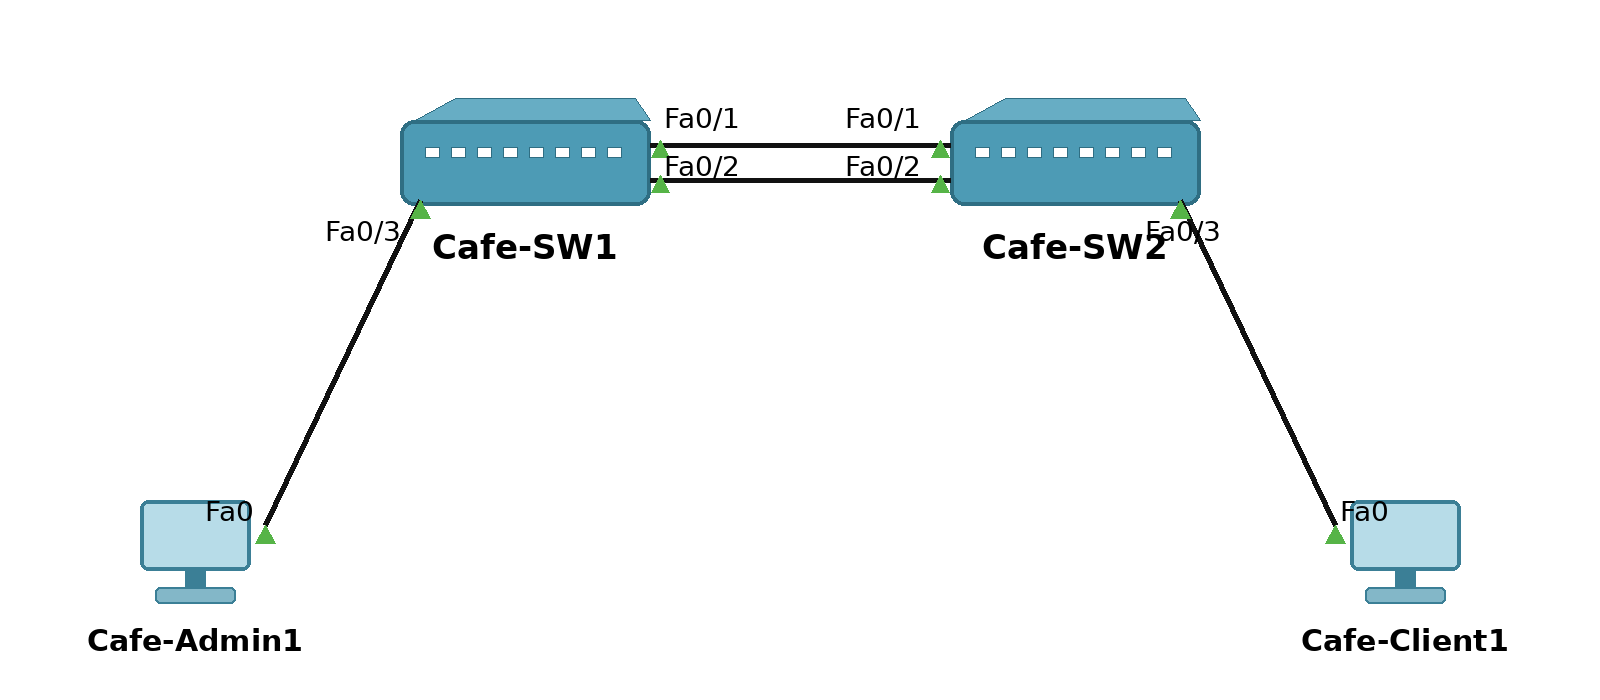 Fa0/1 Fa0/1
Fa0/2 Fa0/2
Fa0/3 Fa0/3
Cafe-SW1 Cafe-SW2
Fa0 Fa0
Cafe-Admin1 Cafe-Client1